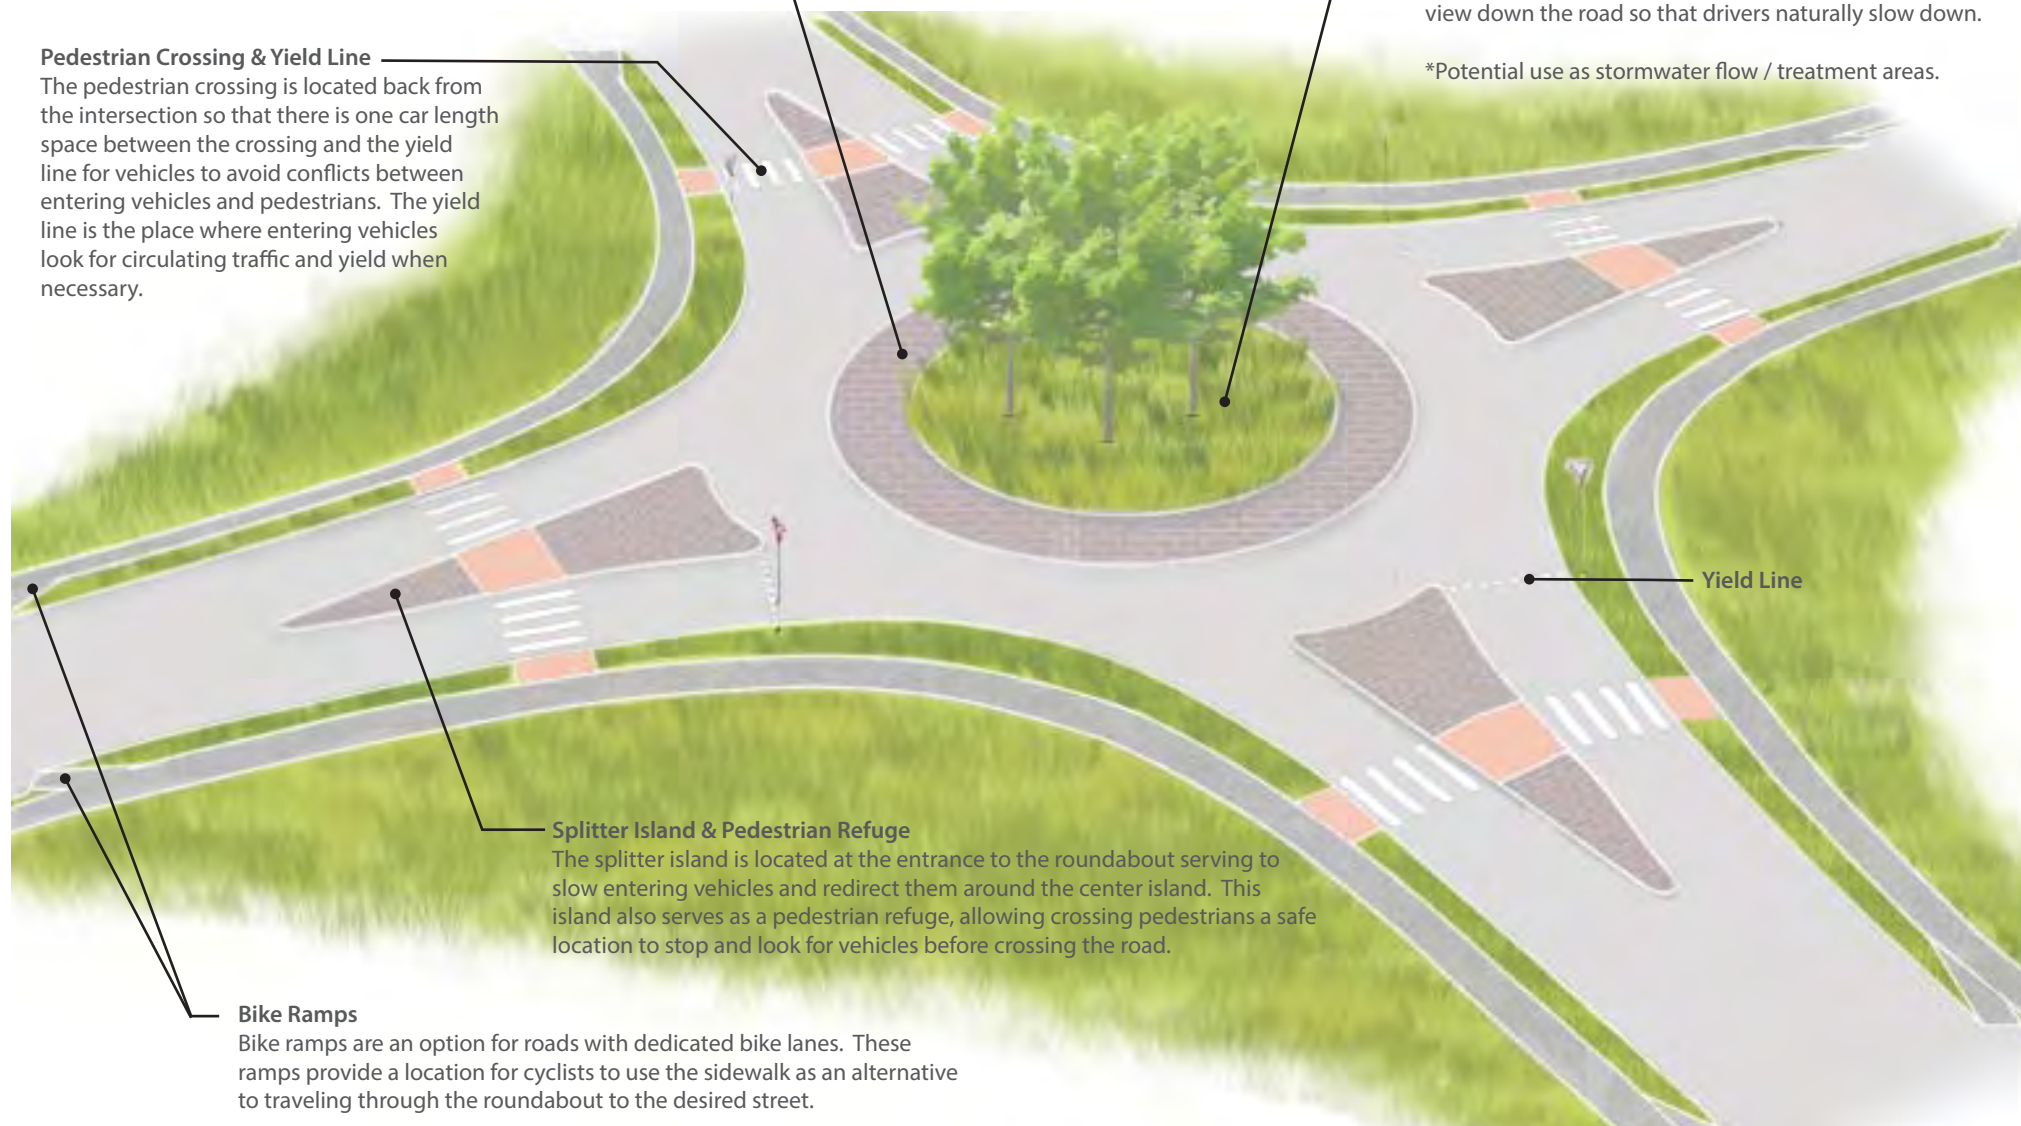 view down the road so that drivers naturally slow down.
*Potential use as stormwater flow / treatment areas.
Pedestrian Crossing & Yield Line
The pedestrian crossing is located back from
the intersection so that there is one car length
space between the crossing and the yield
line for vehicles to avoid conflicts between
entering vehicles and pedestrians. The yield
line is the place where entering vehicles
look for circulating traffic and yield when
necessary.
Yield Line
Splitter Island & Pedestrian Refuge
The splitter island is located at the entrance to the roundabout serving to
slow entering vehicles and redirect them around the center island. This
island also serves as a pedestrian refuge, allowing crossing pedestrians a safe
location to stop and look for vehicles before crossing the road.
Bike Ramps
Bike ramps are an option for roads with dedicated bike lanes. These
ramps provide a location for cyclists to use the sidewalk as an alternative
to traveling through the roundabout to the desired street.